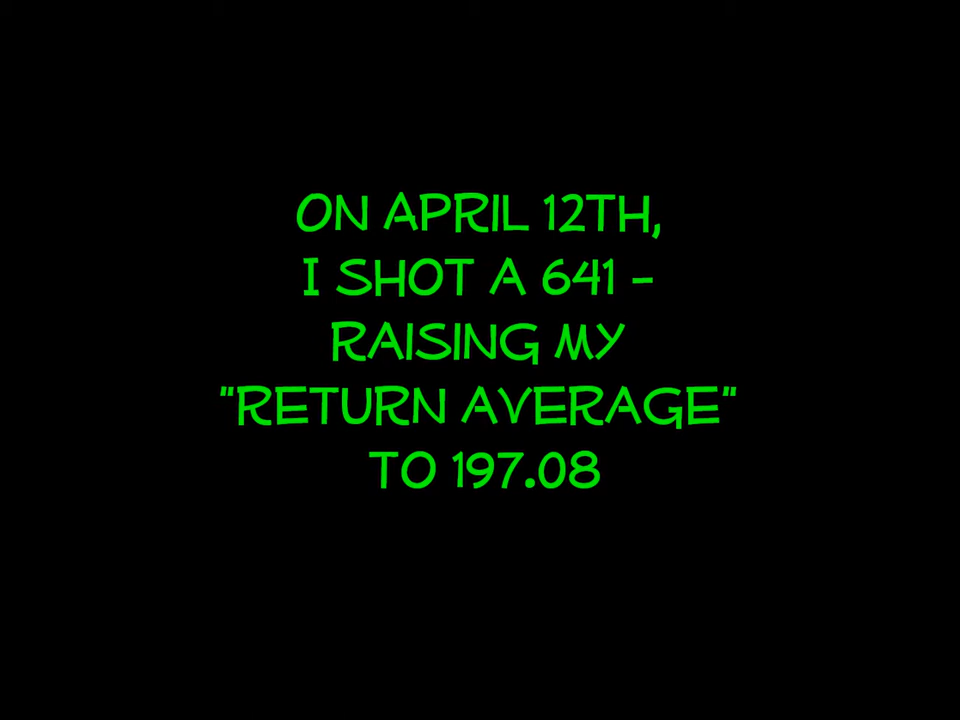 ON APRIL 12TH,
I SHOT A 641 -
RAISING MY
"RETURN AVERAGE"
TO 197.08